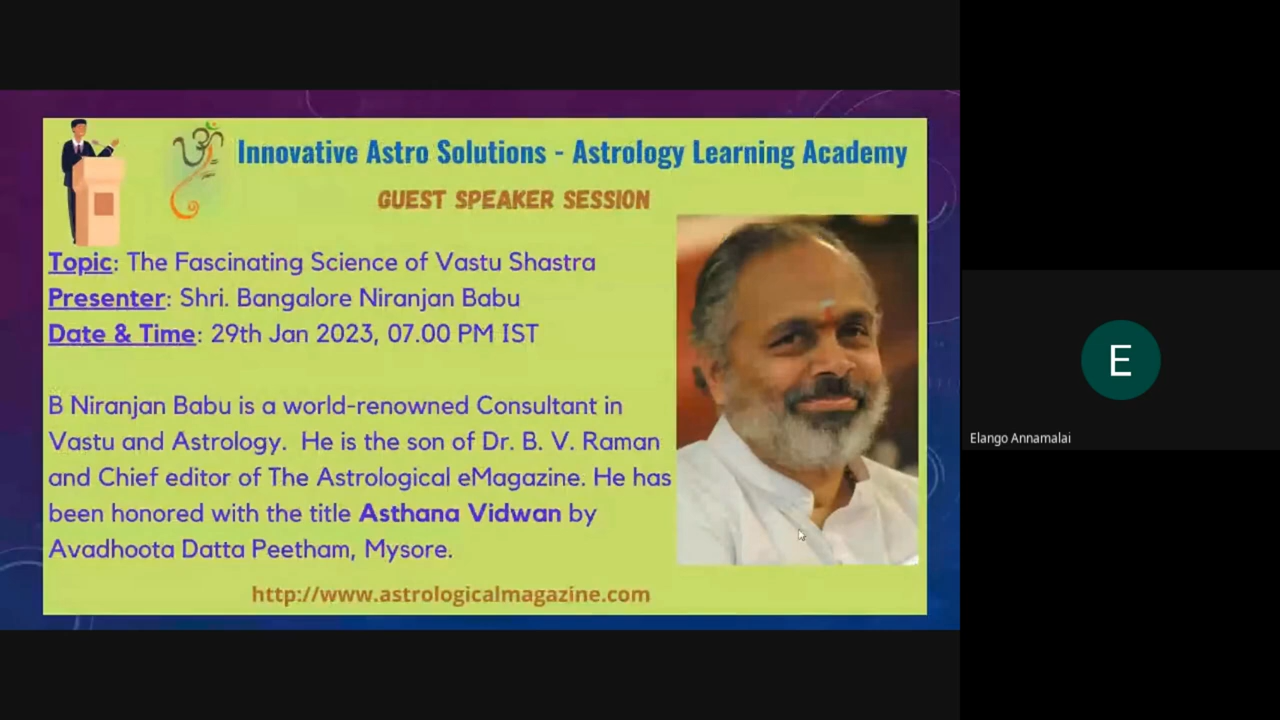 Innovative Astro Solutions - Astrology Learning Academy
GUEST SPEAKER SESSION
Topic: The Fascinating Science of Vastu Shastra
Presenter: Shri. Bangalore Niranjan Babu
Date & Time: 29th Jan 2023, 07.00 PM IST
B Niranjan Babu is a world-renowned Consultant in
Vastu and Astrology. He is the son of Dr. B. V. Raman
and Chief editor of The Astrological eMagazine. He has
been honored with the title Asthana Vidwan by
Avadhoota Datta Peetham, Mysore.
http://www.astrologicalmagazine.com
E
Elango Annamalai